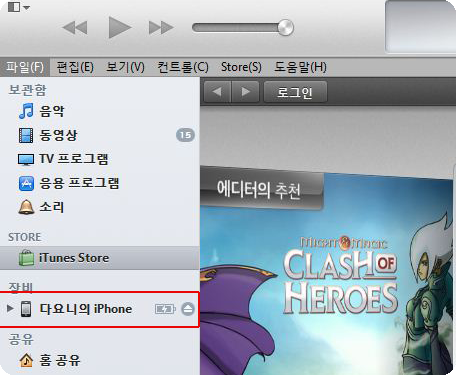 파일(F) 편집(E) 보기(V) 컨트롤(C) Store(S) 도움말(H)
보관함
음악
동영상 15
TV 프로그램
응용 프로그램
소리
STORE
iTunes Store
장비
다요니의 iPhone
공유
홈 공유
로그인
에디터의 추천
MIGHT & MAGIC
CLASH OF
HEROES